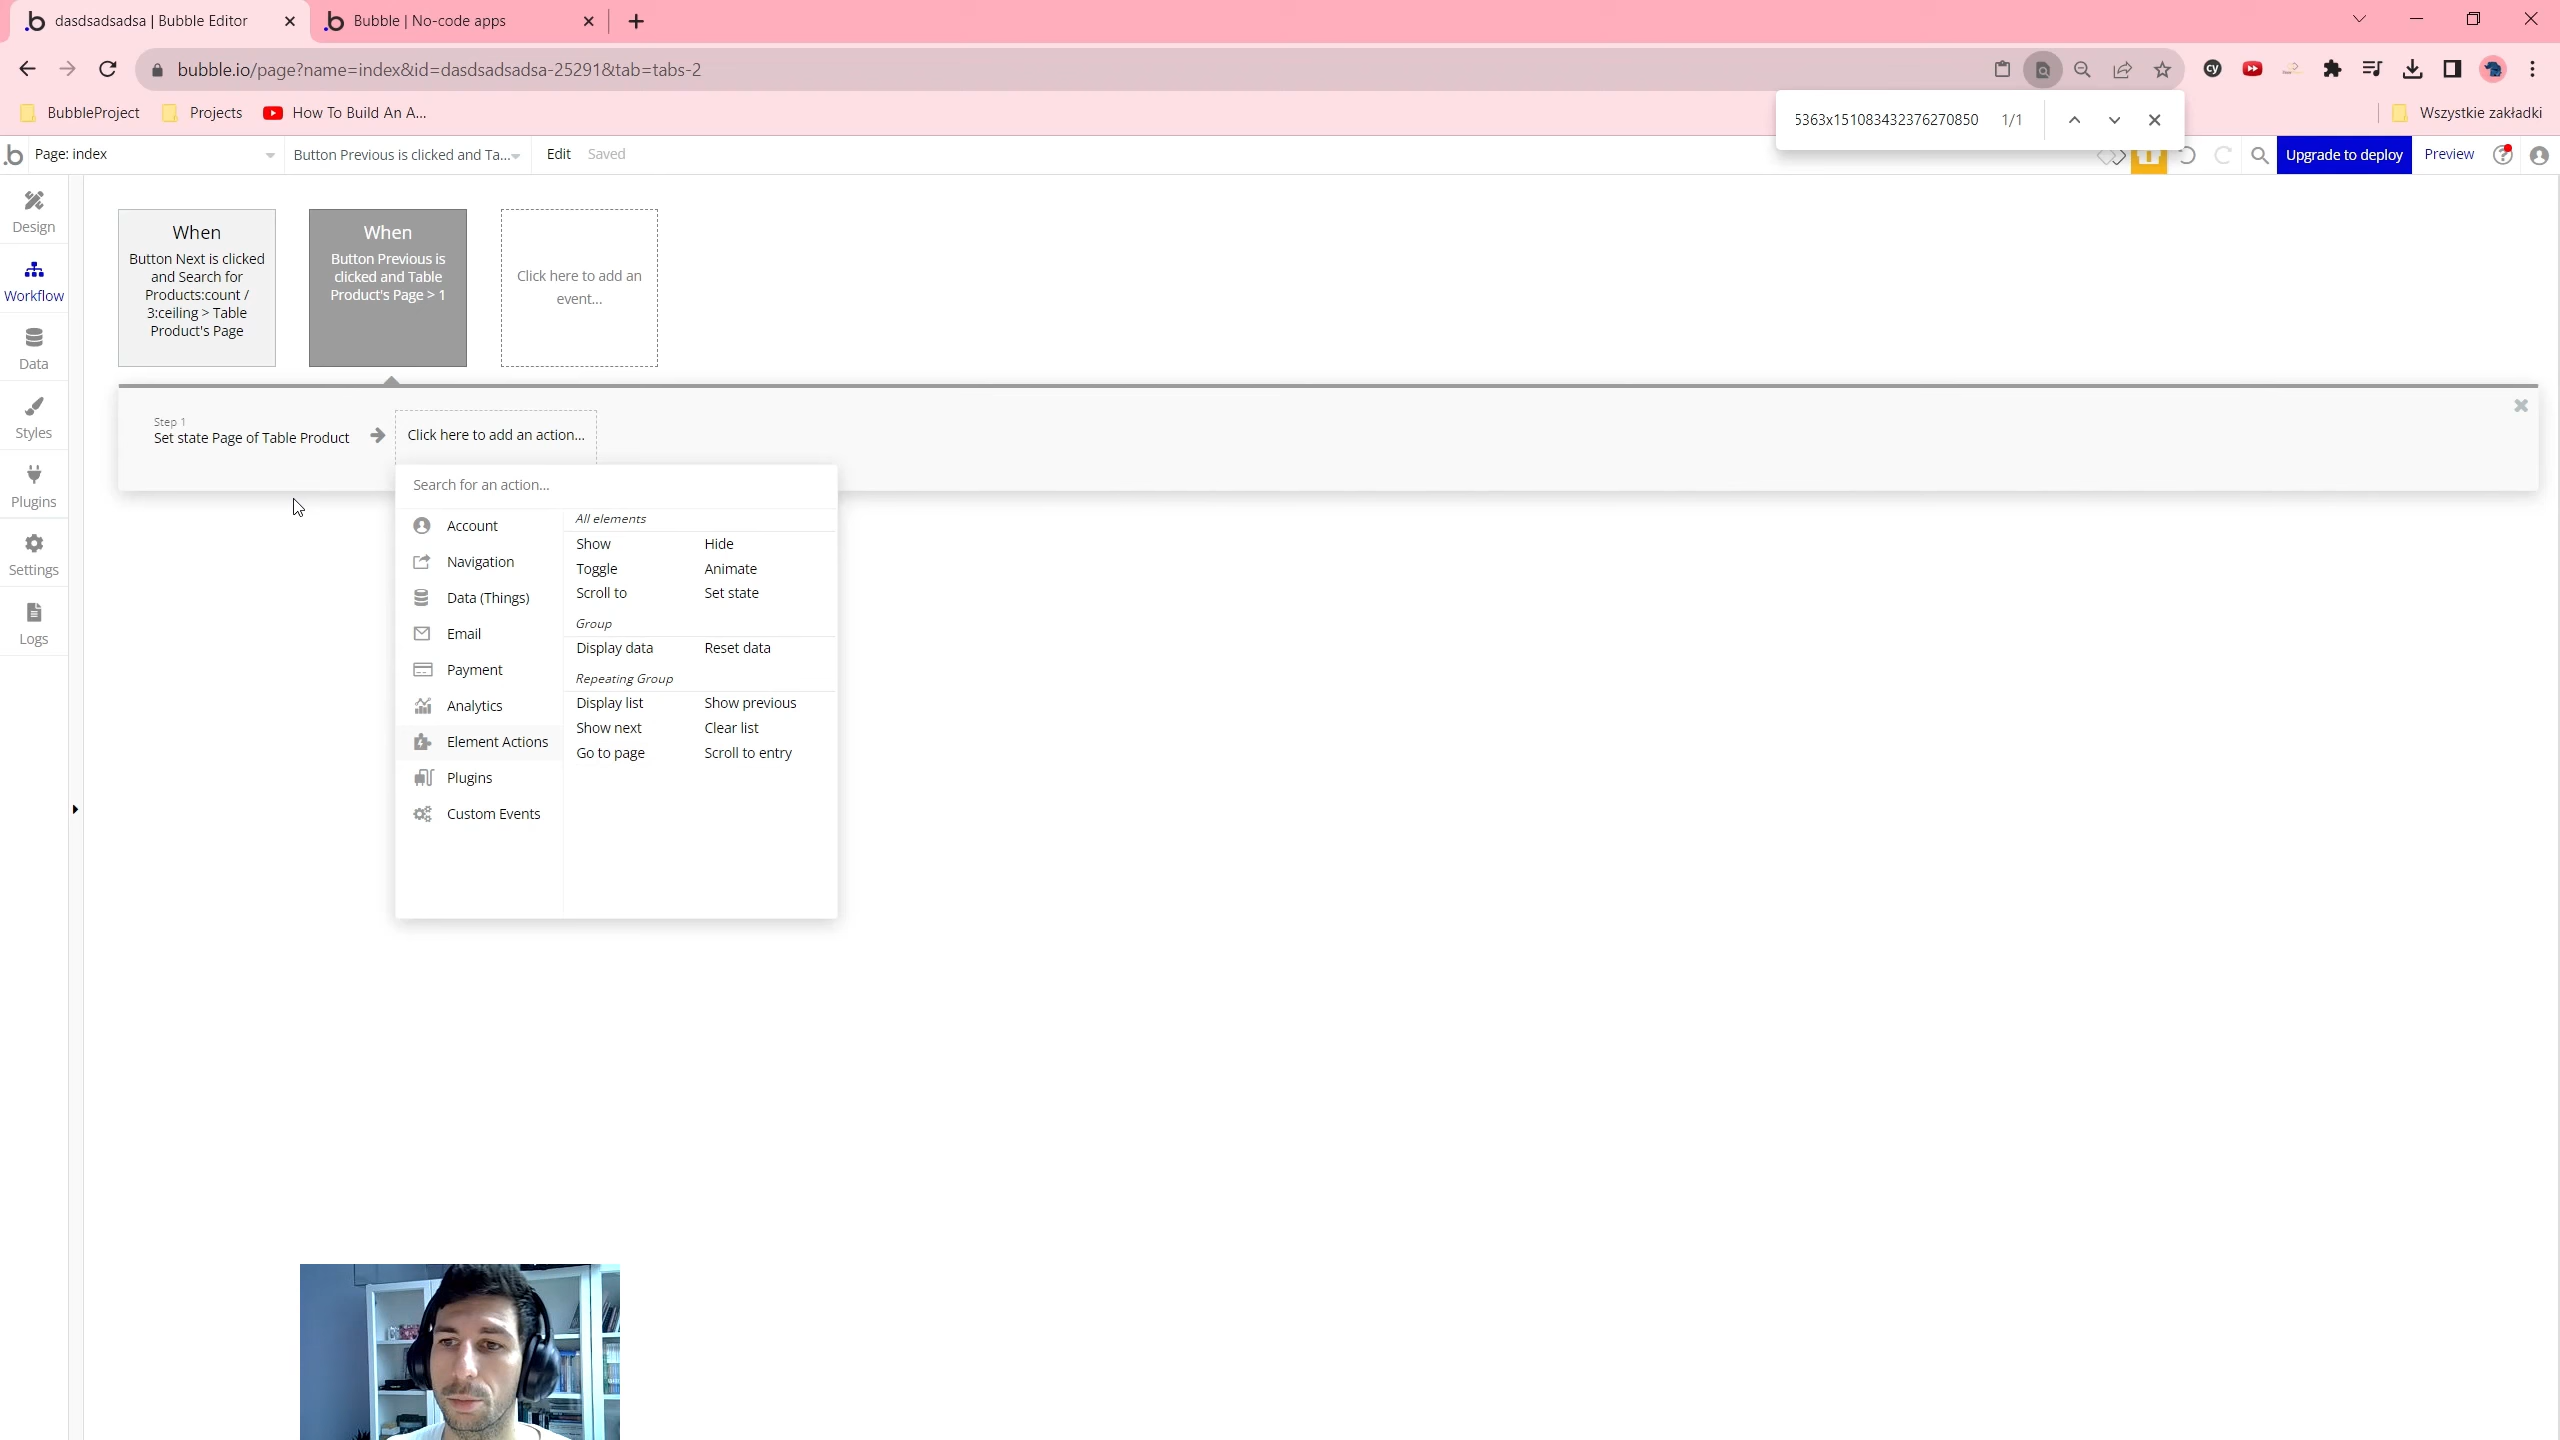 dasdsadsadsa | Bubble Editor
Bubble | No-code apps
bubble.io/page?name=index&id=dasdsadsadsa-25291&tab=tabs-2
BubbleProject
Projects
How To Build An A...
Wszystkie zakładki
5363x151083432376270850
1/1
Page: index
Button Previous is clicked and Ta...
Edit
Saved
Upgrade to deploy
Preview
Design
Workflow
Data
Styles
Plugins
Settings
Logs
When
Button Next is clicked
and Search for
Products:count /
3:ceiling > Table
Product's Page
When
Button Previous is
clicked and Table
Product's Page > 1
Click here to add an
event...
Step 1
Set state Page of Table Product
Click here to add an action...
Search for an action...
Account
Navigation
Data (Things)
Email
Payment
Analytics
Element Actions
Plugins
Custom Events
All elements
Show
Hide
Toggle
Animate
Scroll to
Set state
Group
Display data
Reset data
Repeating Group
Display list
Show previous
Show next
Clear list
Go to page
Scroll to entry